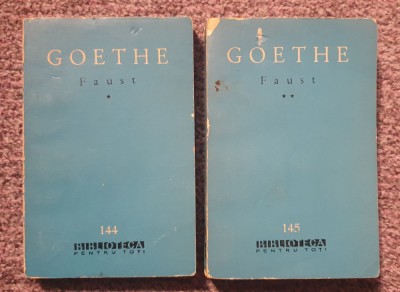 GOETHE
Faust
*
144
BIBLIOTECA
PENTRU TOȚI
GOETHE
Faust
**
145
BIBLIOTECA
PENTRU TOȚI